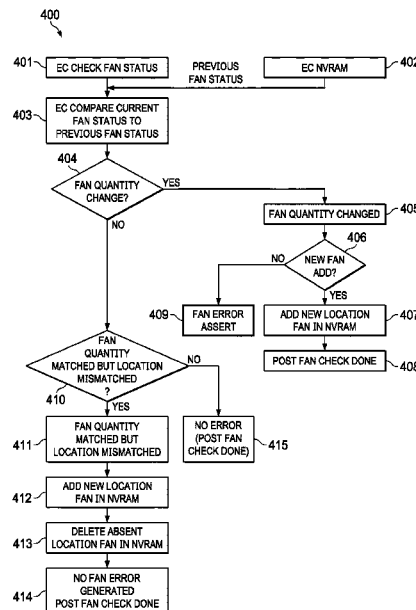 400
401
EC CHECK FAN STATUS
PREVIOUS
FAN STATUS
EC NVRAM
402
403
EC COMPARE CURRENT
FAN STATUS TO
PREVIOUS FAN STATUS
404
FAN QUANTITY
CHANGE?
YES
NO
FAN QUANTITY CHANGED
405
406
NEW FAN
ADD?
NO
YES
409
FAN ERROR
ASSERT
ADD NEW LOCATION
FAN IN NVRAM
407
POST FAN CHECK DONE
408
FAN
QUANTITY
MATCHED BUT LOCATION
MISMATCHED
?
410
NO
YES
411
FAN QUANTITY
MATCHED BUT
LOCATION MISMATCHED
NO ERROR
(POST FAN
CHECK DONE)
415
412
ADD NEW LOCATION
FAN IN NVRAM
413
DELETE ABSENT
LOCATION FAN IN NVRAM
414
NO FAN ERROR
GENERATED
POST FAN CHECK DONE